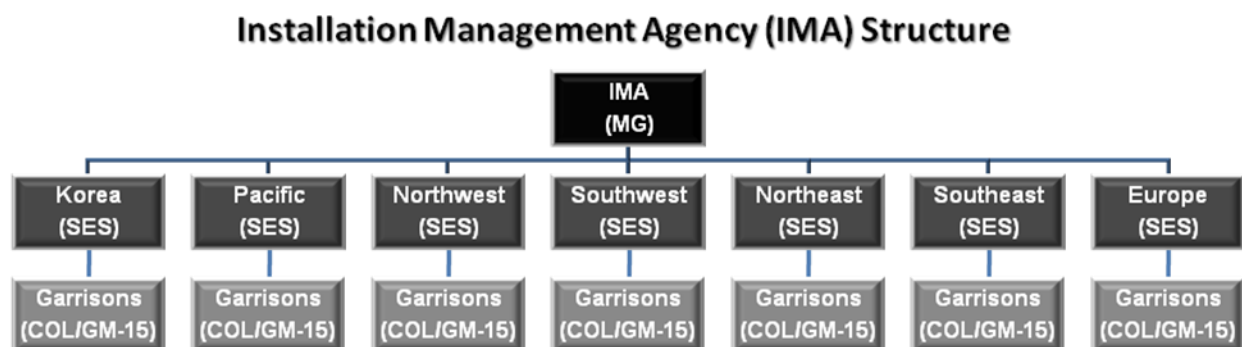 Installation Management Agency (IMA) Structure
IMA
(MG)
Korea
(SES)
Pacific
(SES)
Northwest
(SES)
Southwest
(SES)
Northeast
(SES)
Southeast
(SES)
Europe
(SES)
Garrisons
(COL/GM-15)
Garrisons
(COL/GM-15)
Garrisons
(COL/GM-15)
Garrisons
(COL/GM-15)
Garrisons
(COL/GM-15)
Garrisons
(COL/GM-15)
Garrisons
(COL/GM-15)